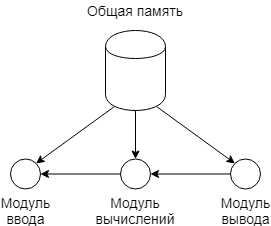 Общая память
Модуль
ввода
Модуль
вычислений
Модуль
вывода